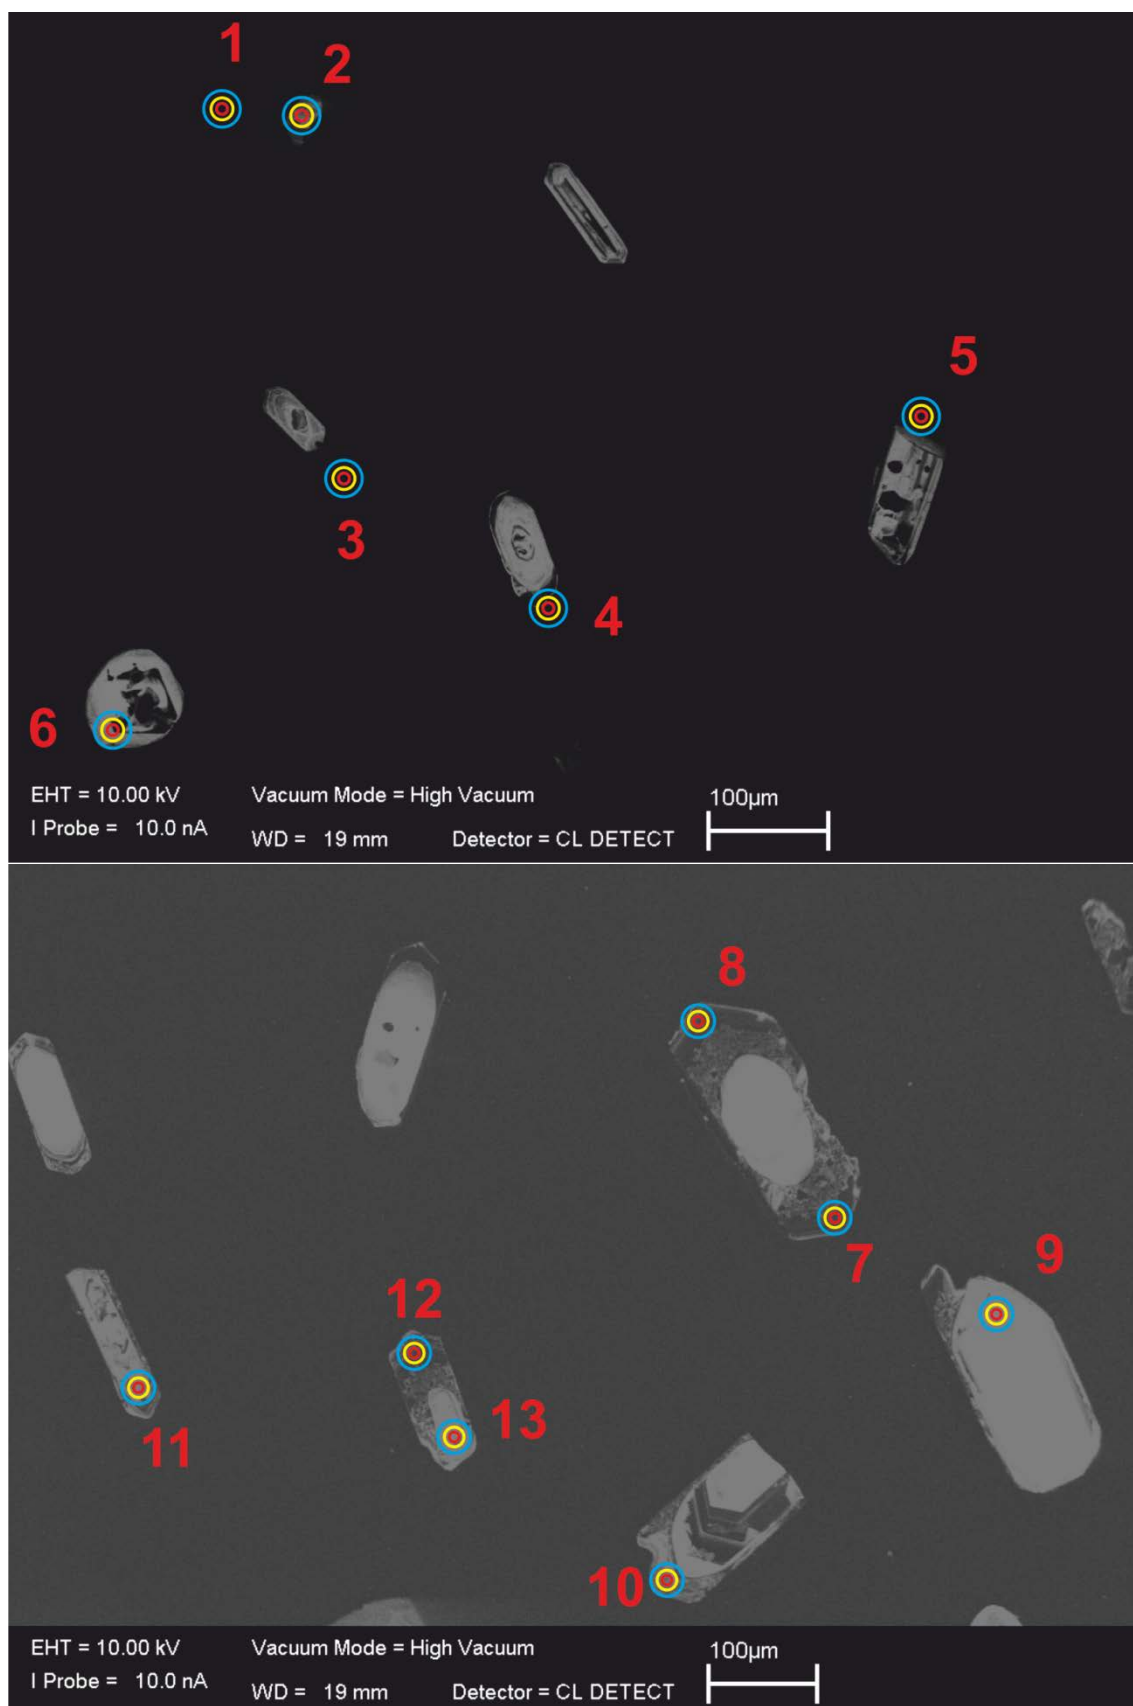 1
2
5
3
4
6
EHT = 10.00 kV
Vacuum Mode = High Vacuum
100µm
I Probe = 10.0 nA
WD = 19 mm
Detector = CL DETECT
8
7
9
12
11
13
10
EHT = 10.00 kV
Vacuum Mode = High Vacuum
100µm
I Probe = 10.0 nA
WD = 19 mm
Detector = CL DETECT